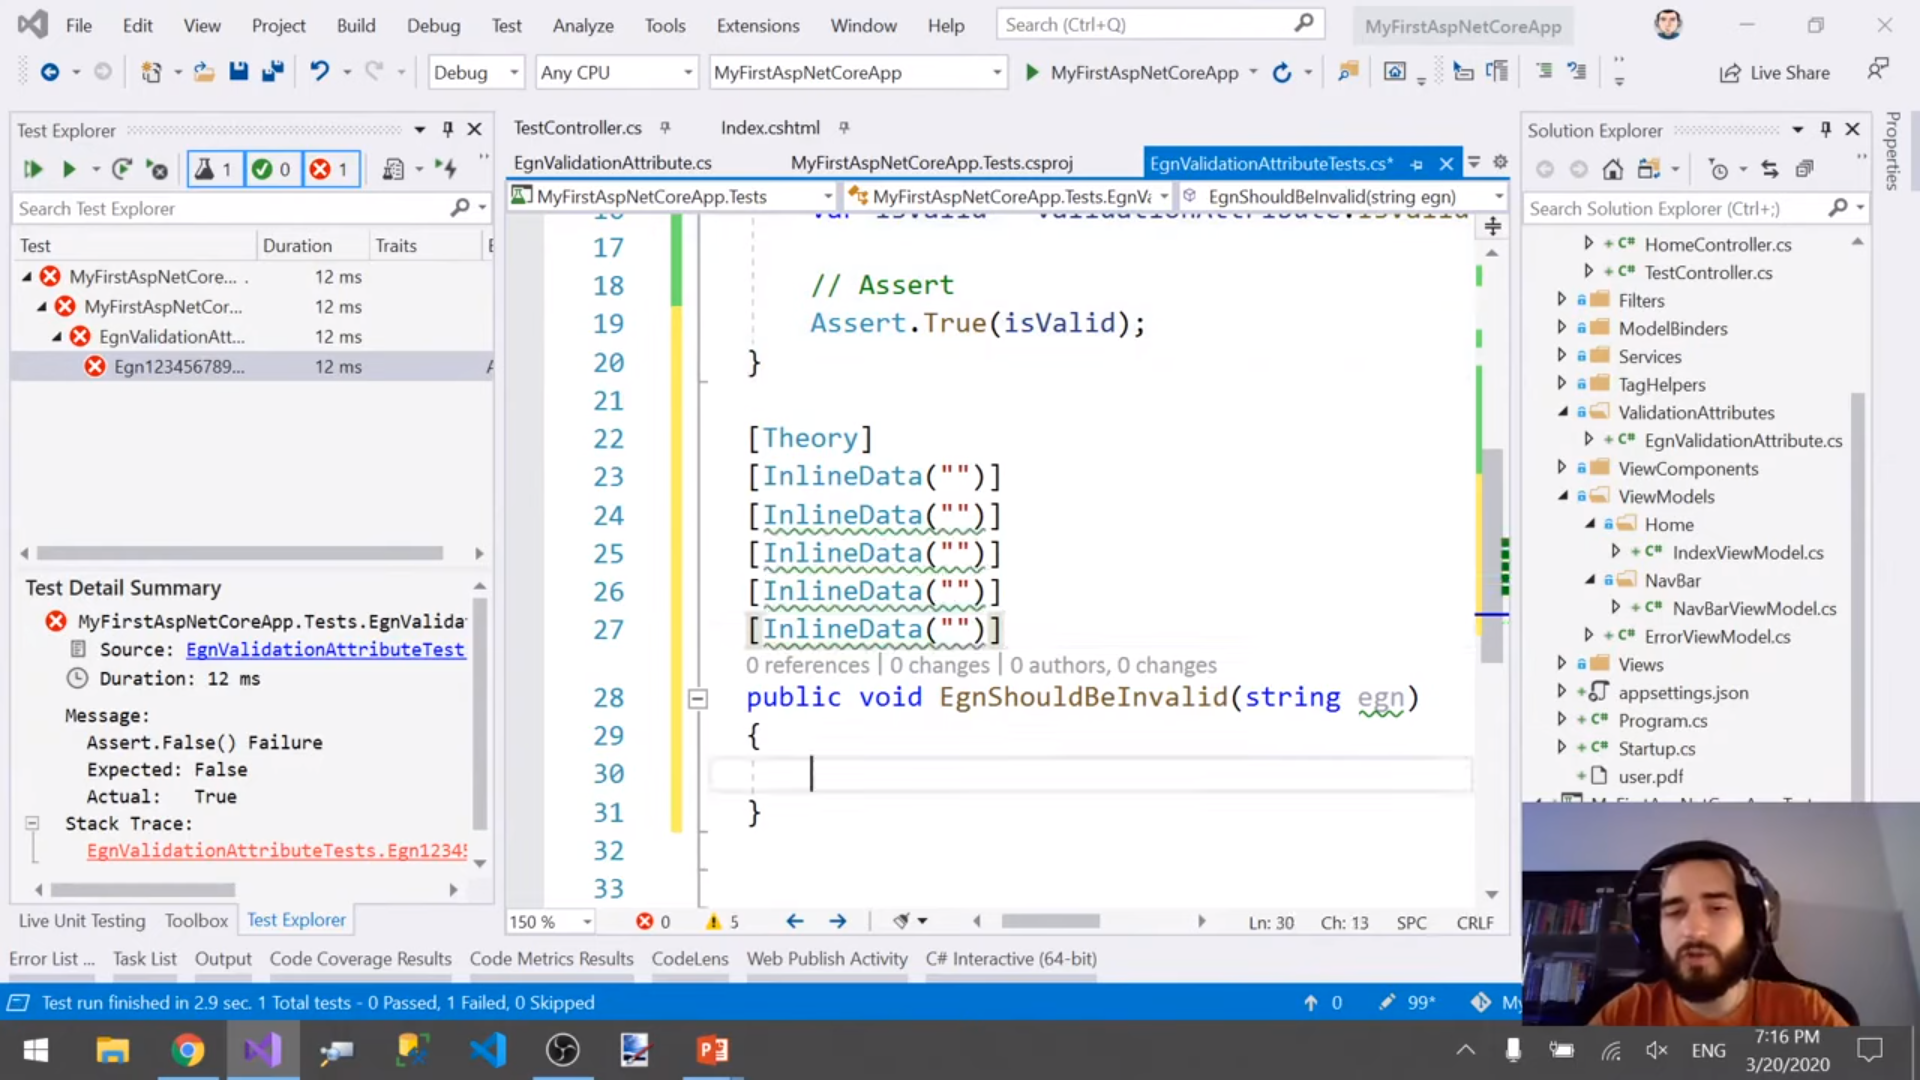 File Edit View Project Build Debug Test Analyze Tools Extensions Window Help Search (Ctrl+Q) MyFirstAspNetCoreApp
Debug Any CPU MyFirstAspNetCoreApp MyFirstAspNetCoreApp Live Share
Test Explorer
1 0 1
Search Test Explorer
Test Duration Traits
MyFirstAspNetCore... . 12 ms
MyFirstAspNetCor... 12 ms
EgnValidationAtt... 12 ms
Egn123456789... 12 ms
Test Detail Summary
MyFirstAspNetCoreApp.Tests.EgnValida
Source: EgnValidationAttributeTest
Duration: 12 ms
Message:
Assert.False() Failure
Expected: False
Actual: True
Stack Trace:
EgnValidationAttributeTests.Egn1234
Live Unit Testing Toolbox Test Explorer
TestController.cs Index.cshtml
EgnValidationAttribute.cs MyFirstAspNetCoreApp.Tests.csproj EgnValidationAttributeTests.cs*
MyFirstAspNetCoreApp.Tests MyFirstAspNetCoreApp.Tests.EgnVa EgnShouldBeInvalid(string egn)
17
18 // Assert
19 Assert.True(isValid);
20 }
21
22 [Theory]
23 [InlineData("")]
24 [InlineData("")]
25 [InlineData("")]
26 [InlineData("")]
27 [InlineData("")]
0 references | 0 changes | 0 authors, 0 changes
28 public void EgnShouldBeInvalid(string egn)
29 {
30
31 }
32
33
150 % 0 5 Ln: 30 Ch: 13 SPC CRLF
Solution Explorer
Search Solution Explorer (Ctrl+;)
C# HomeController.cs
C# TestController.cs
Filters
ModelBinders
Services
TagHelpers
ValidationAttributes
C# EgnValidationAttribute.cs
ViewComponents
ViewModels
Home
C# IndexViewModel.cs
NavBar
C# NavBarViewModel.cs
C# ErrorViewModel.cs
Views
appsettings.json
C# Program.cs
C# Startup.cs
user.pdf
Properties
Error List ... Task List Output Code Coverage Results Code Metrics Results CodeLens Web Publish Activity C# Interactive (64-bit)
Test run finished in 2.9 sec. 1 Total tests - 0 Passed, 1 Failed, 0 Skipped 0 99* My
ENG 7:16 PM
3/20/2020